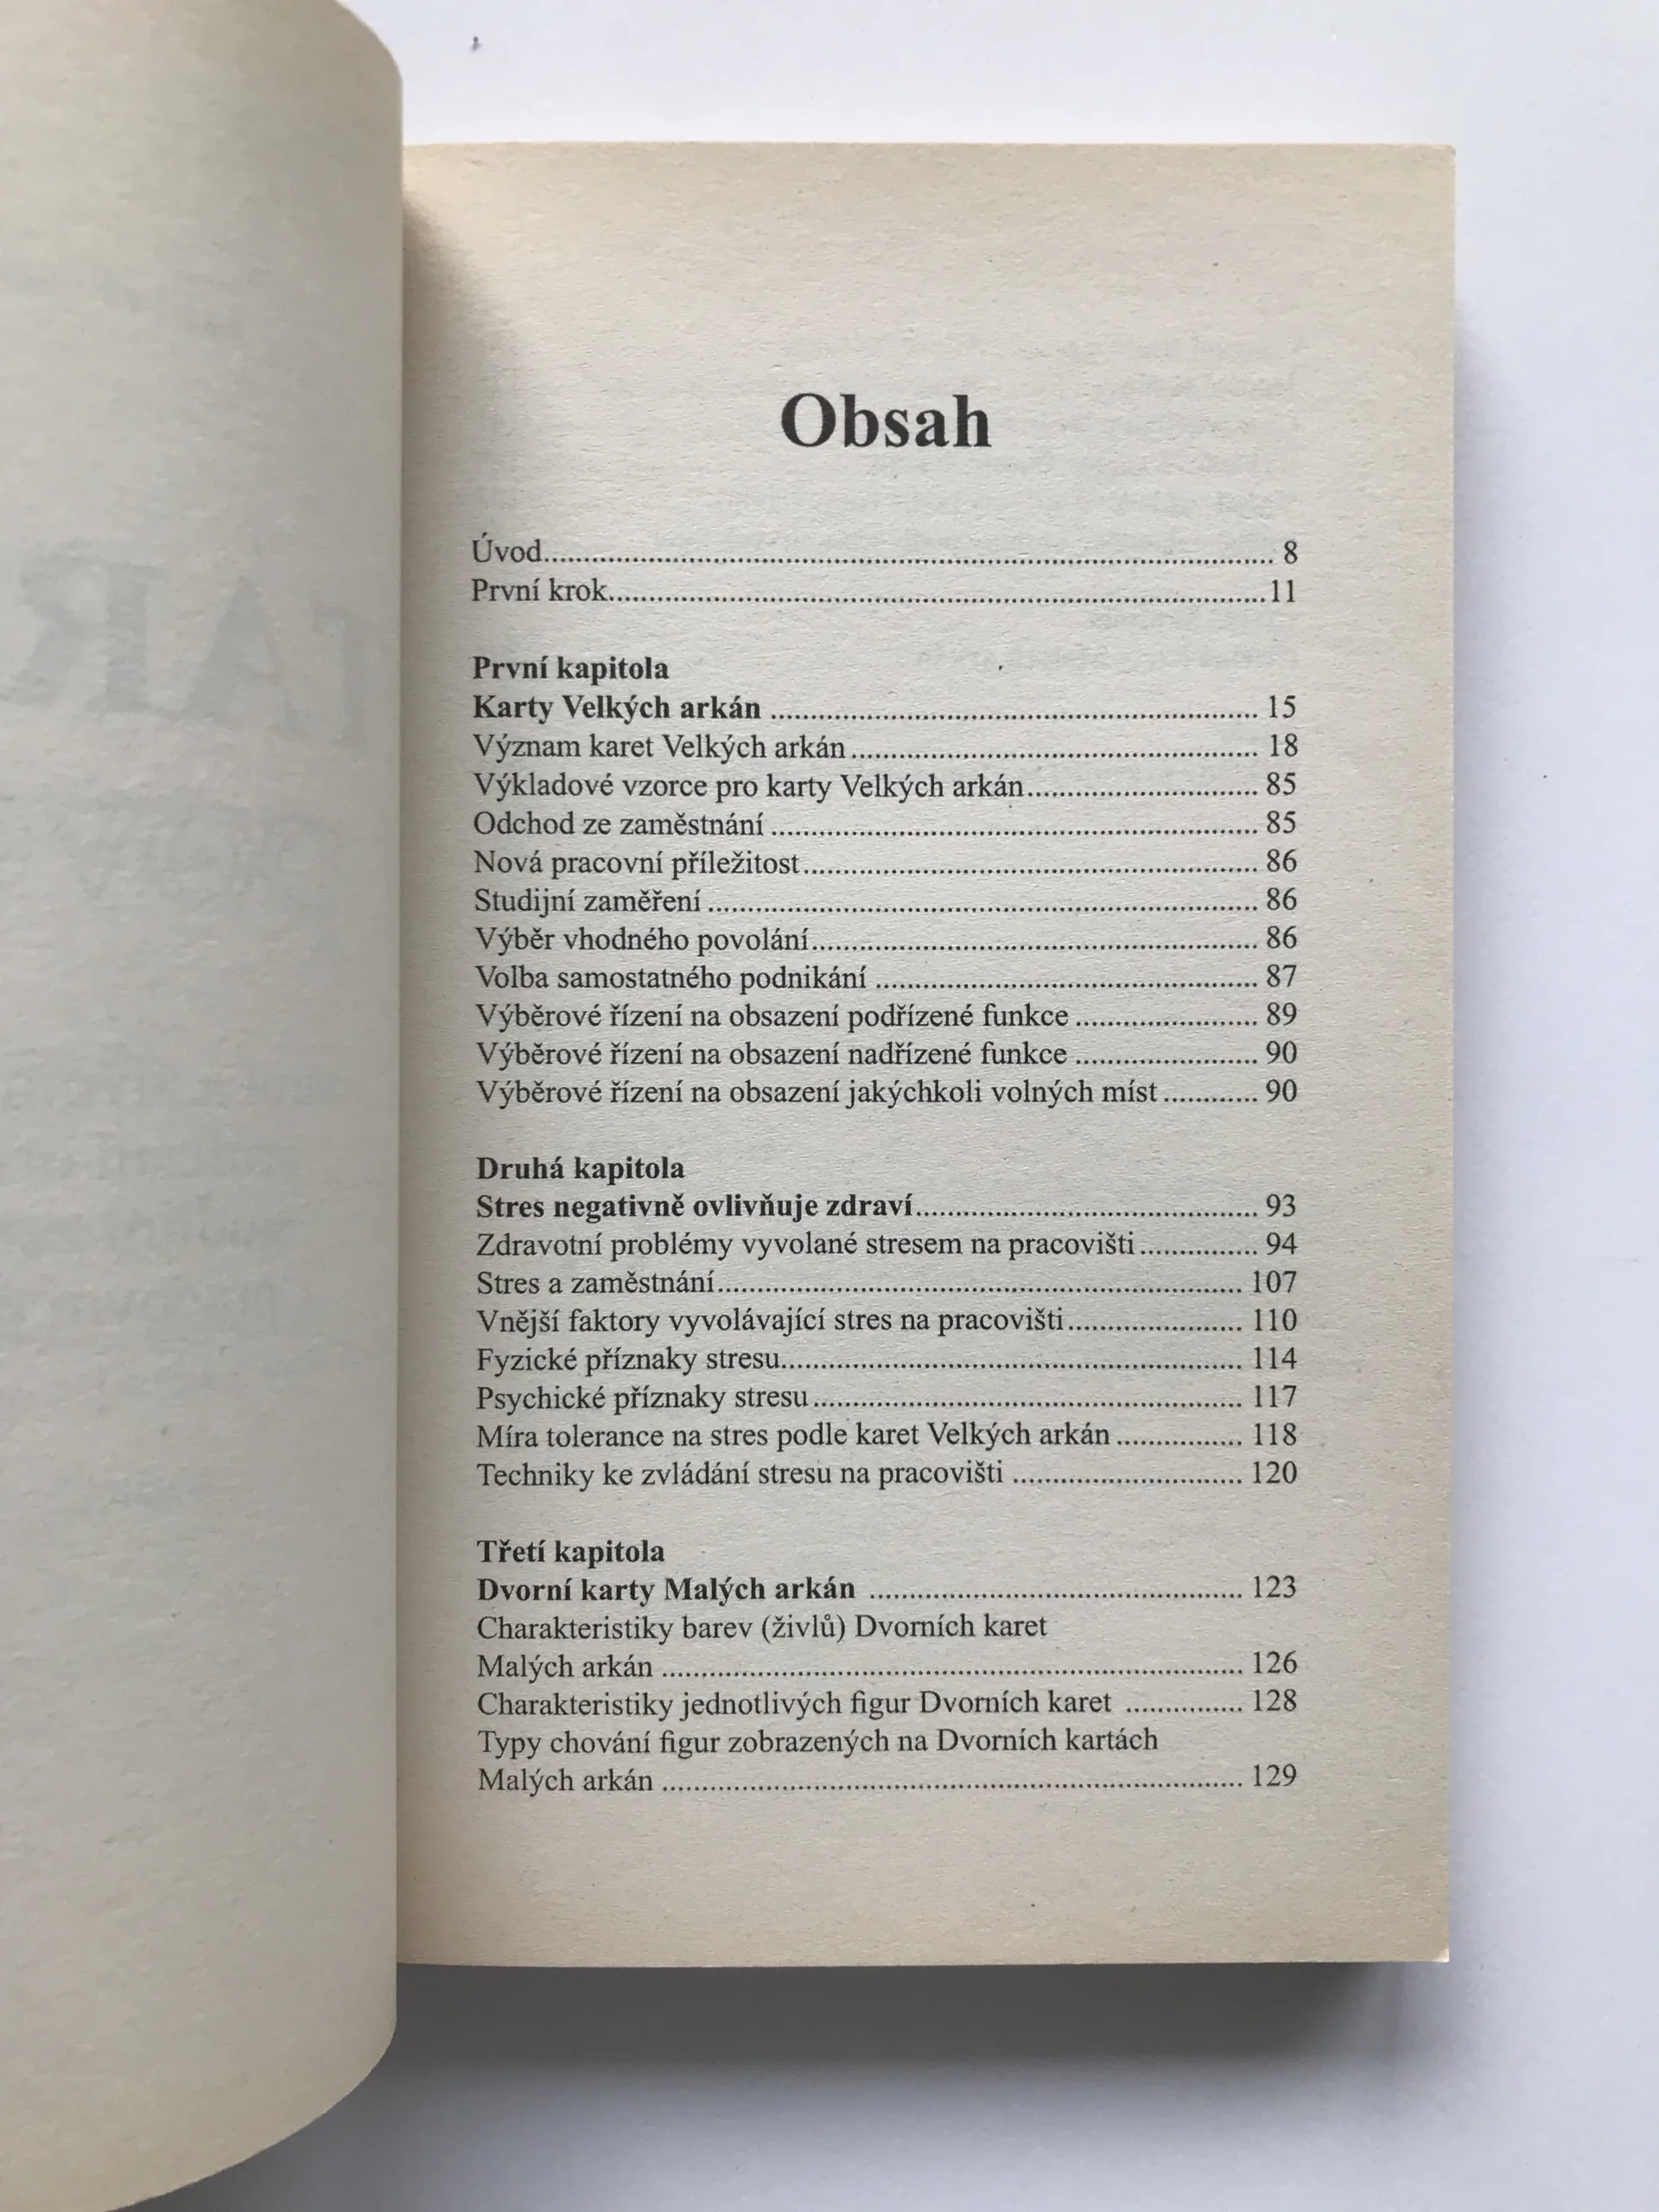 Obsah
Úvod........................ 8
První krok........................11
První kapitola
Karty Velkých arkán ........................ 15
Význam karet Velkých arkán........................ 18
Výkladové vzorce pro karty Velkých arkán........................ 85
Odchod ze zaměstnání ........................ 85
Nová pracovní příležitost........................ 86
Studijní zaměření ........................ 86
Výběr vhodného povolání........................ 86
Volba samostatného podnikání ........................ 87
Výběrové řízení na obsazení podřízené funkce ........................ 89
Výběrové řízení na obsazení nadřízené funkce ........................ 90
Výběrové řízení na obsazení jakýchkoli volných míst ............ 90
Druhá kapitola
Stres negativně ovlivňuje zdraví........................ 93
Zdravotní problémy vyvolané stresem na pracovišti............... 94
Stres a zaměstnání........................ 107
Vnější faktory vyvolávající stres na pracovišti...................... 110
Fyzické příznaky stresu........................ 114
Psychické příznaky stresu........................ 117
Míra tolerance na stres podle karet Velkých arkán ................ 118
Techniky ke zvládání stresu na pracovišti ........................ 120
Třetí kapitola
Dvorní karty Malých arkán ........................ 123
Charakteristiky barev (živlů) Dvorních karet
Malých arkán ........................ 126
Charakteristiky jednotlivých figur Dvorních karet ............... 128
Typy chování figur zobrazených na Dvorních kartách
Malých arkán ........................ 129